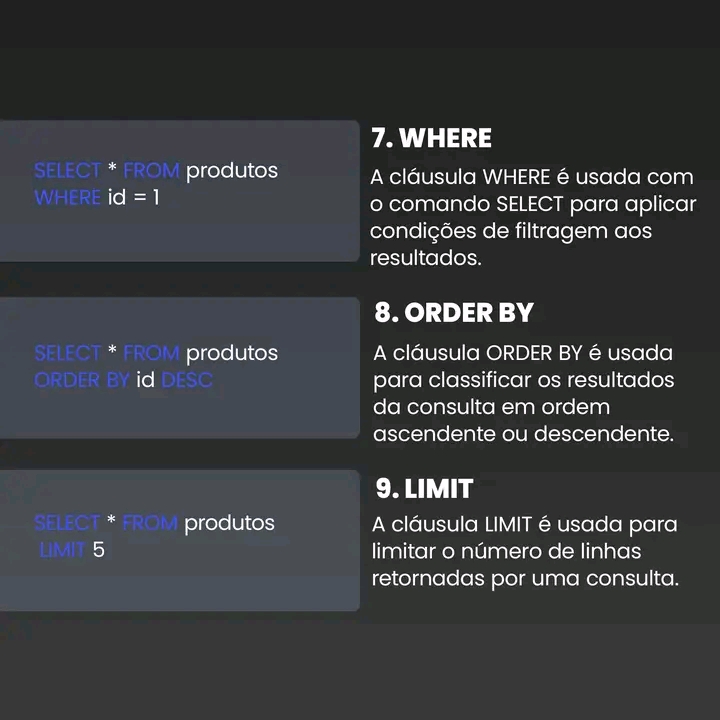 SELECT * FROM produtos
WHERE id = 1
7. WHERE
A cláusula WHERE é usada com
o comando SELECT para aplicar
condições de filtragem aos
resultados.
SELECT * FROM produtos
ORDER BY id DESC
8. ORDER BY
A cláusula ORDER BY é usada
para classificar os resultados
da consulta em ordem
ascendente ou descendente.
SELECT * FROM produtos
LIMIT 5
9. LIMIT
A cláusula LIMIT é usada para
limitar o número de linhas
retornadas por uma consulta.